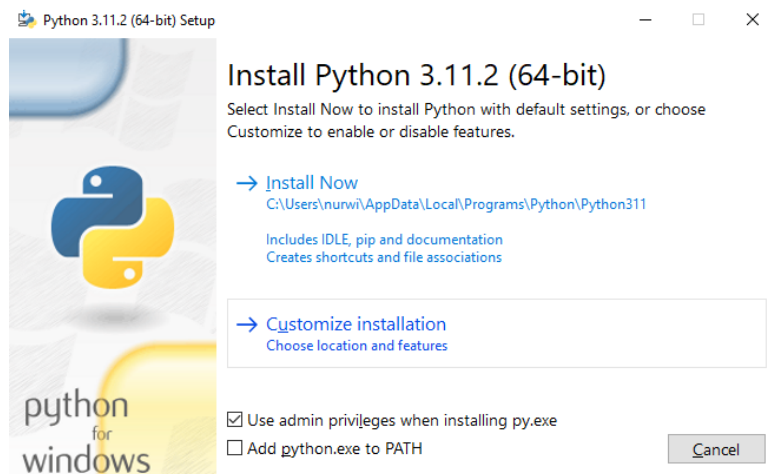 Python 3.11.2 (64-bit) Setup
Install Python 3.11.2 (64-bit)
Select Install Now to install Python with default settings, or choose
Customize to enable or disable features.
Install Now
C:\Users\nurwi\AppData\Local\Programs\Python\Python311
Includes IDLE, pip and documentation
Creates shortcuts and file associations
Customize installation
Choose location and features
python
for
windows
Use admin privileges when installing py.exe
Add python.exe to PATH
Cancel